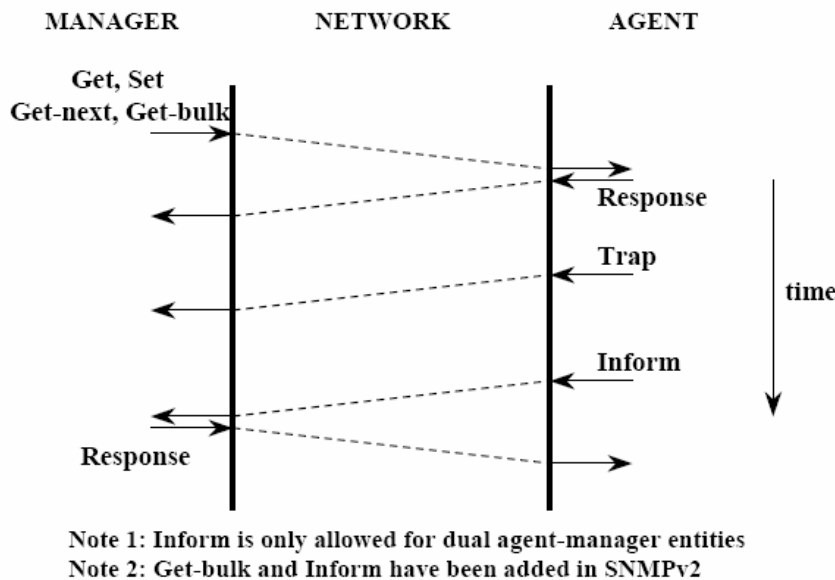 MANAGER NETWORK AGENT
Get, Set
Get-next, Get-bulk
Response
Trap
time
Inform
Response
Note 1: Inform is only allowed for dual agent-manager entities
Note 2: Get-bulk and Inform have been added in SNMPv2